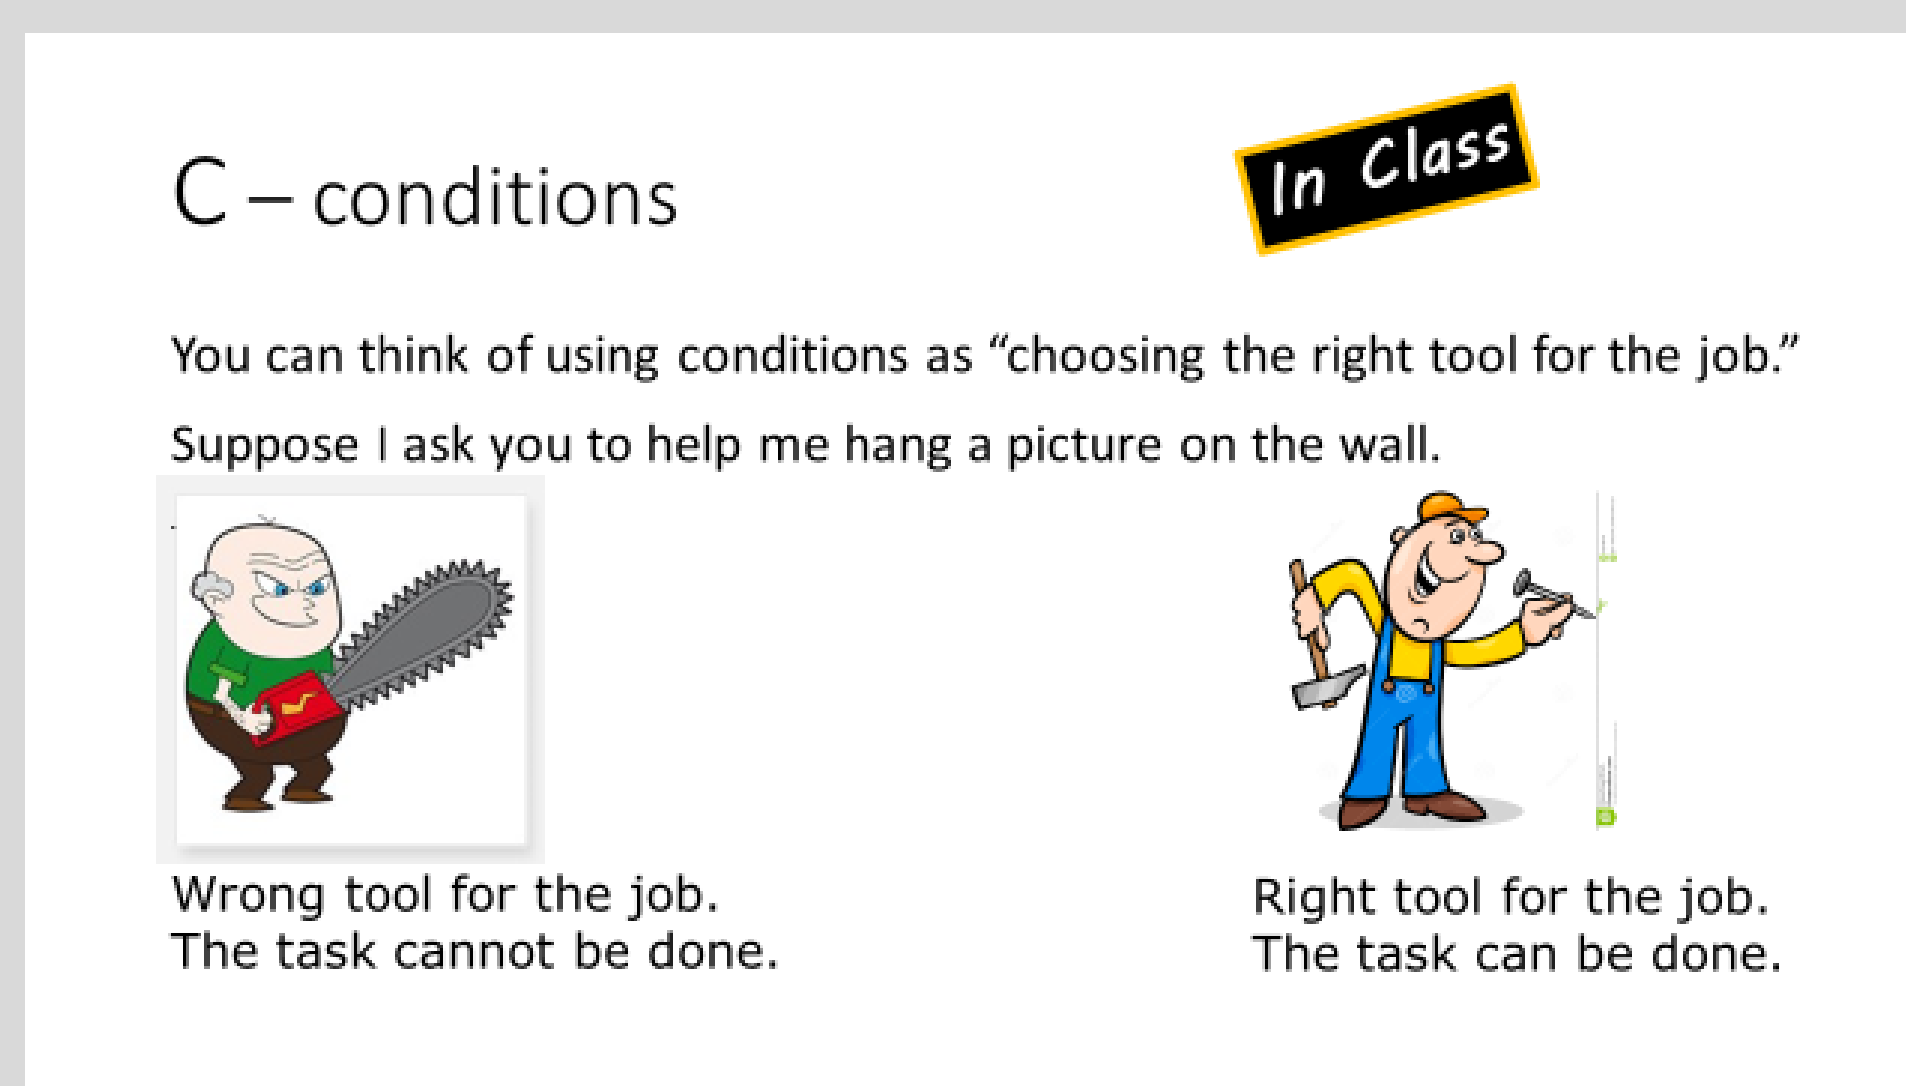 In Class
C – conditions
You can think of using conditions as “choosing the right tool for the job.”
Suppose I ask you to help me hang a picture on the wall.
Wrong tool for the job.
The task cannot be done.
Right tool for the job.
The task can be done.